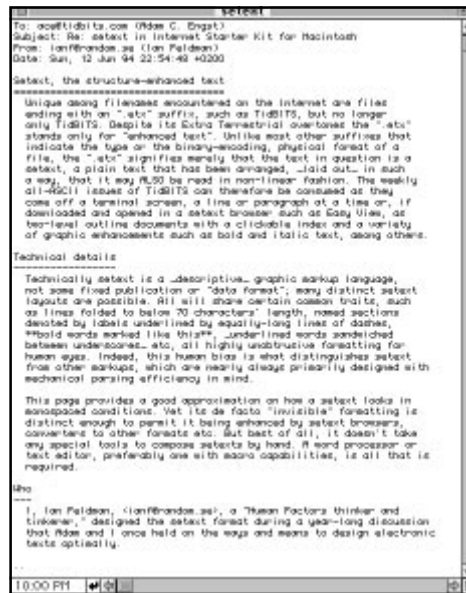 setext
To: ace@tidbits.com (Adam C. Engst)
Subject: Re: setext in Internet Starter Kit for Macintosh
From: ianf@random.se (Ian Feldman)
Date: Sun, 12 Jun 94 22:54:48 +0200
Setext, the structure-enhanced text
===================================
Unique among filenames encountered on the Internet are files
ending with an ".etx" suffix, such as TidBITS, but no longer
only TidBITS. Despite its Extra Terrestrial overtones the ".etx"
stands only for "enhanced text". Unlike most other suffixes that
indicate the type or the binary-encoding, physical format of a
file, the ".etx" signifies merely that the text in question is a
setext, a plain text that has been arranged, _laid out_ in such
a way, that it may ALSO be read in non-linear fashion. The weekly
all-ASCII issues of TidBITS can therefore be consumed as they
come off a terminal screen, a line or paragraph at a time or, if
downloaded and opened in a setext browser such as Easy View, as
two-level outline documents with a clickable index and a variety
of graphic enhancements such as bold and italic text, among others.
Technical details
-----------------
Technically setext is a _descriptive_ graphic markup language,
not some fixed publication or "data format"; many distinct setext
layouts are possible. All will share certain common traits, such
as lines folded to below 70 characters' length, named sections
denoted by labels underlined by equally-long lines of dashes,
**bold words marked like this**, _underlined words sandwiched
between underscores_ etc, all highly unobtrusive formatting for
human eyes. Indeed, this human bias is what distinguishes setext
from other markups, which are nearly always primarily designed with
mechanical parsing efficiency in mind.
This page provides a good approximation on how a setext looks in
monospaced conditions. Yet its de facto "invisible" formatting is
distinct enough to permit it being enhanced by setext browsers,
converters to other formats etc. But best of all, it doesn't take
any special tools to compose setexts by hand. A word processor or
text editor, preferably one with macro capabilities, is all that is
required.
Who
---
I, Ian Feldman, <ianf@random.se>, a "Human Factors thinker and
tinkerer," designed the setext format during a year-long discussion
that Adam and I once held on the ways and means to design electronic
texts optimally.
..
10:00 PM